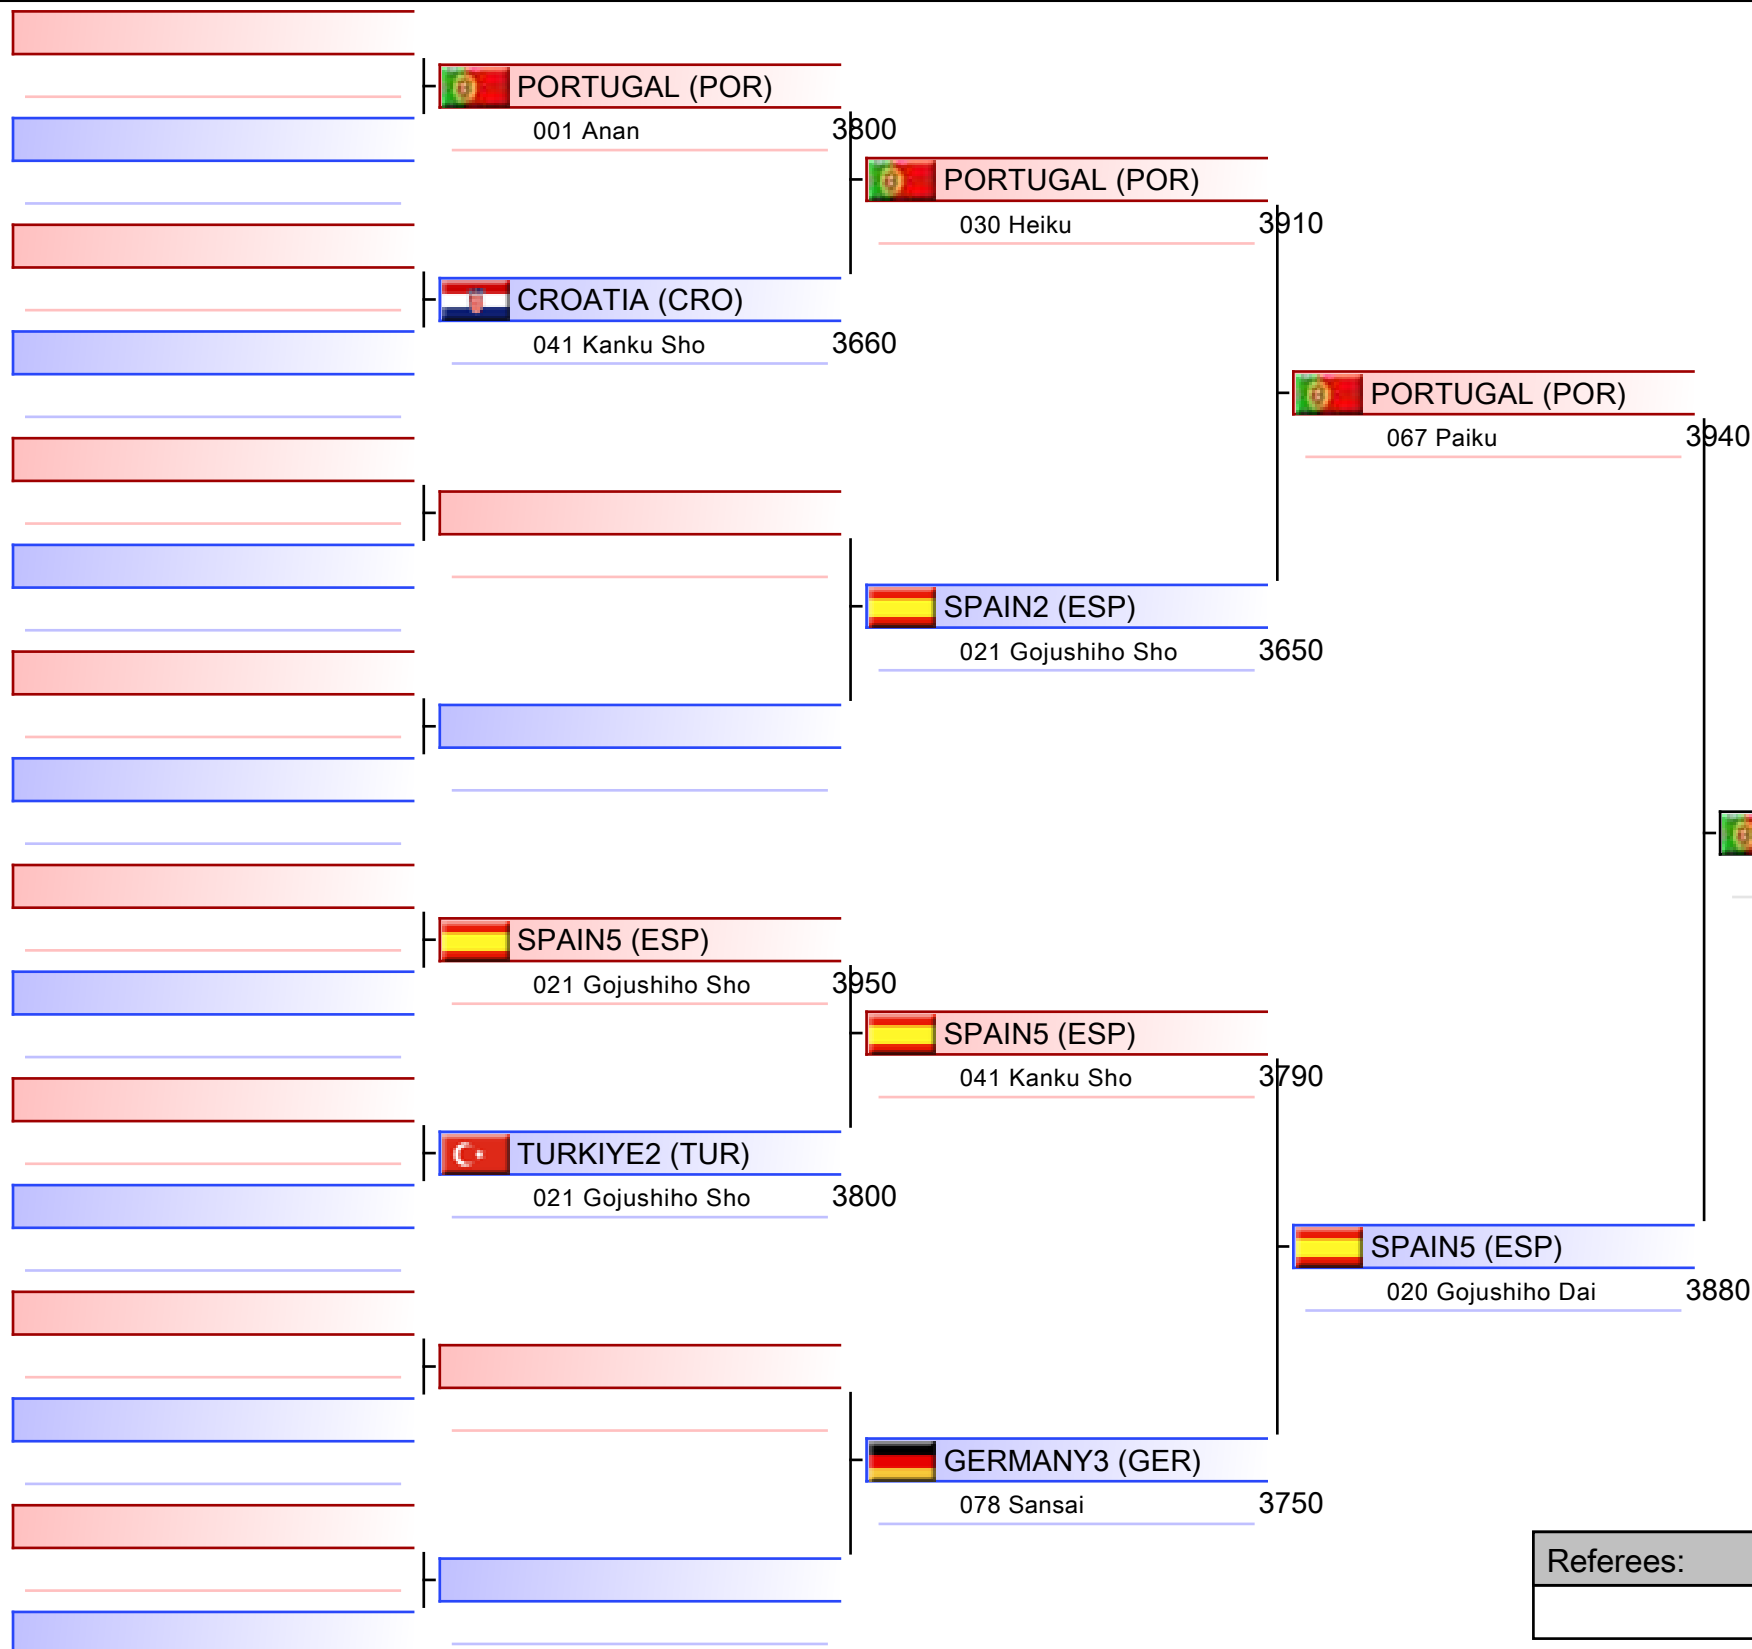 PORTUGAL (POR)
001 Anan 3800
CROATIA (CRO)
041 Kanku Sho 3660
SPAIN5 (ESP)
021 Gojushiho Sho 3950
TURKIYE2 (TUR)
021 Gojushiho Sho 3800
PORTUGAL (POR)
030 Heiku 3910
SPAIN2 (ESP)
021 Gojushiho Sho 3650
SPAIN5 (ESP)
041 Kanku Sho 3790
GERMANY3 (GER)
078 Sansai 3750
PORTUGAL (POR)
067 Paiku 3940
SPAIN5 (ESP)
020 Gojushiho Dai 3880
Referees: